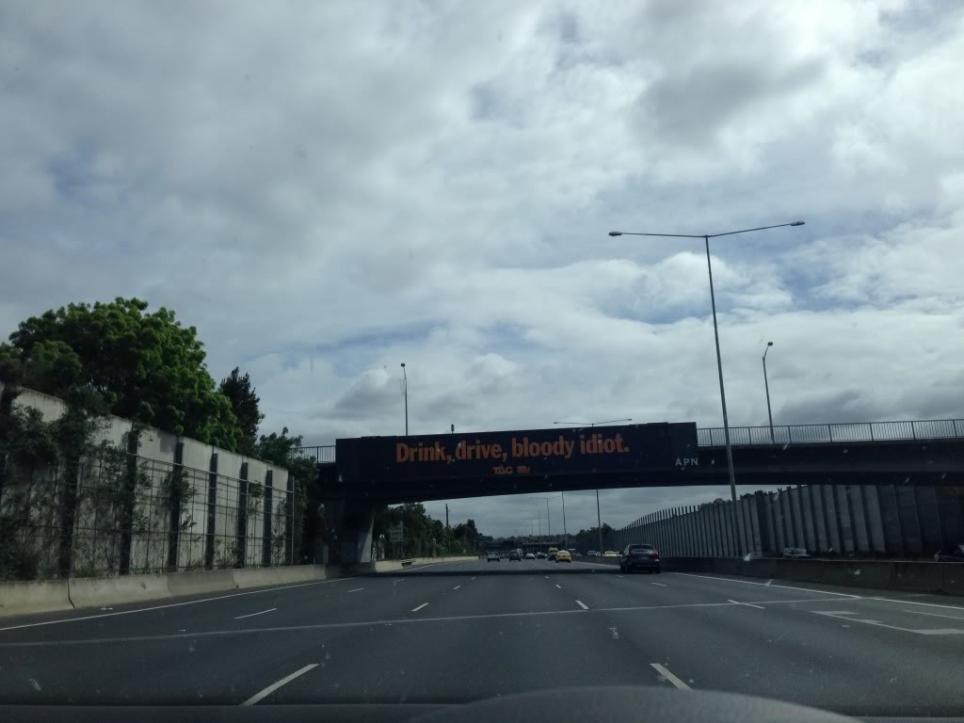 Drink, drive, bloody idiot.
TAC
APN